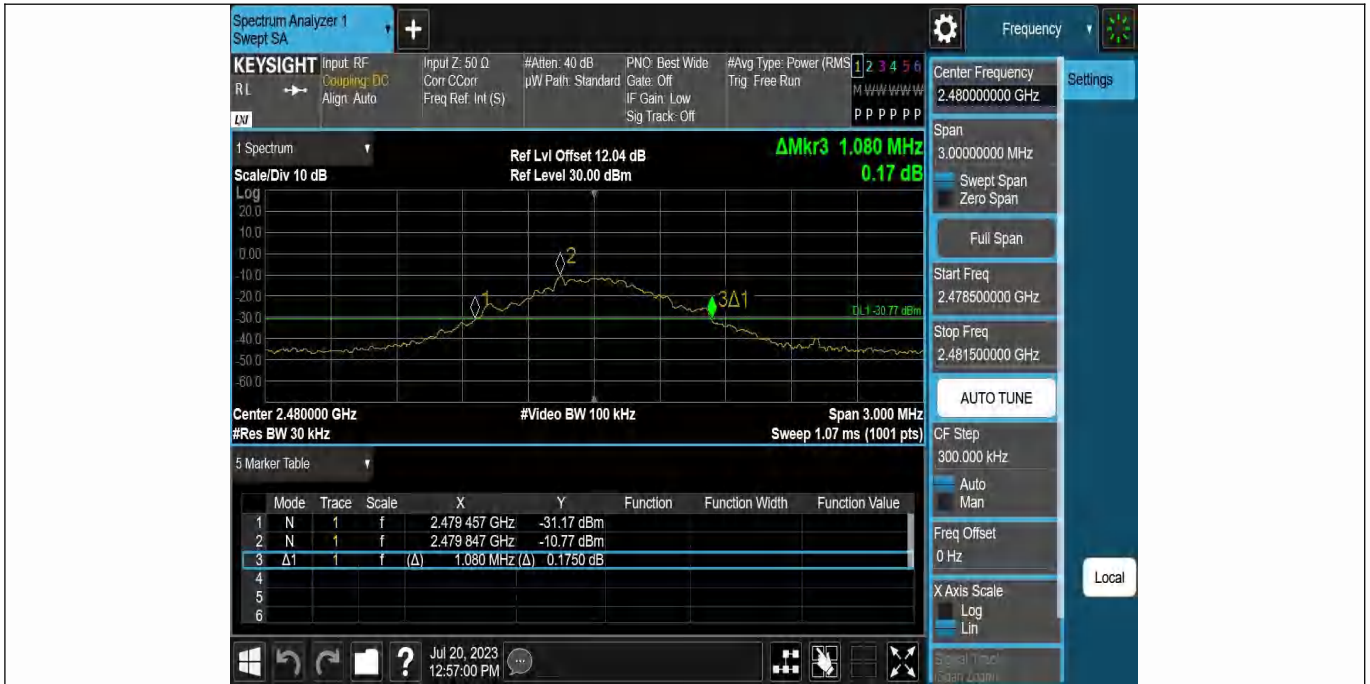 Spectrum Analyzer 1
Swept SA
+
Frequency
KEYSIGHT
RL
LXI
Input: RF
Coupling: DC
Align: Auto
Input Z: 50 Ω
Corr CCorr
Freq Ref: Int (S)
#Atten: 40 dB
µW Path: Standard
PNO: Best Wide
Gate: Off
IF Gain: Low
Sig Track: Off
#Avg Type: Power (RMS
Trig: Free Run
1 2 3 4 5 6
M W W W W W
P P P P P P
Center Frequency
2.480000000 GHz
Settings
Span
3.00000000 MHz
Swept Span
Zero Span
Full Span
Start Freq
2.478500000 GHz
Stop Freq
2.481500000 GHz
AUTO TUNE
CF Step
300.000 kHz
Auto
Man
Freq Offset
0 Hz
X Axis Scale
Log
Lin
Signal Track
(Span Zoom)
Local
1 Spectrum
Scale/Div 10 dB
Ref Lvl Offset 12.04 dB
Ref Level 30.00 dBm
ΔMkr3 1.080 MHz
0.17 dB
Log
20.0
10.0
0.00
-10.0
-20.0
-30.0
-40.0
-50.0
-60.0
1
2
3Δ1
DL1 -30.77 dBm
Center 2.480000 GHz
#Video BW 100 kHz
Span 3.000 MHz
#Res BW 30 kHz
Sweep 1.07 ms (1001 pts)
5 Marker Table
Mode Trace Scale X Y Function Function Width Function Value
1 N 1 f 2.479 457 GHz -31.17 dBm
2 N 1 f 2.479 847 GHz -10.77 dBm
3 Δ1 1 f (Δ) 1.080 MHz (Δ) 0.1750 dB
4
5
6
?
Jul 20, 2023
12:57:00 PM